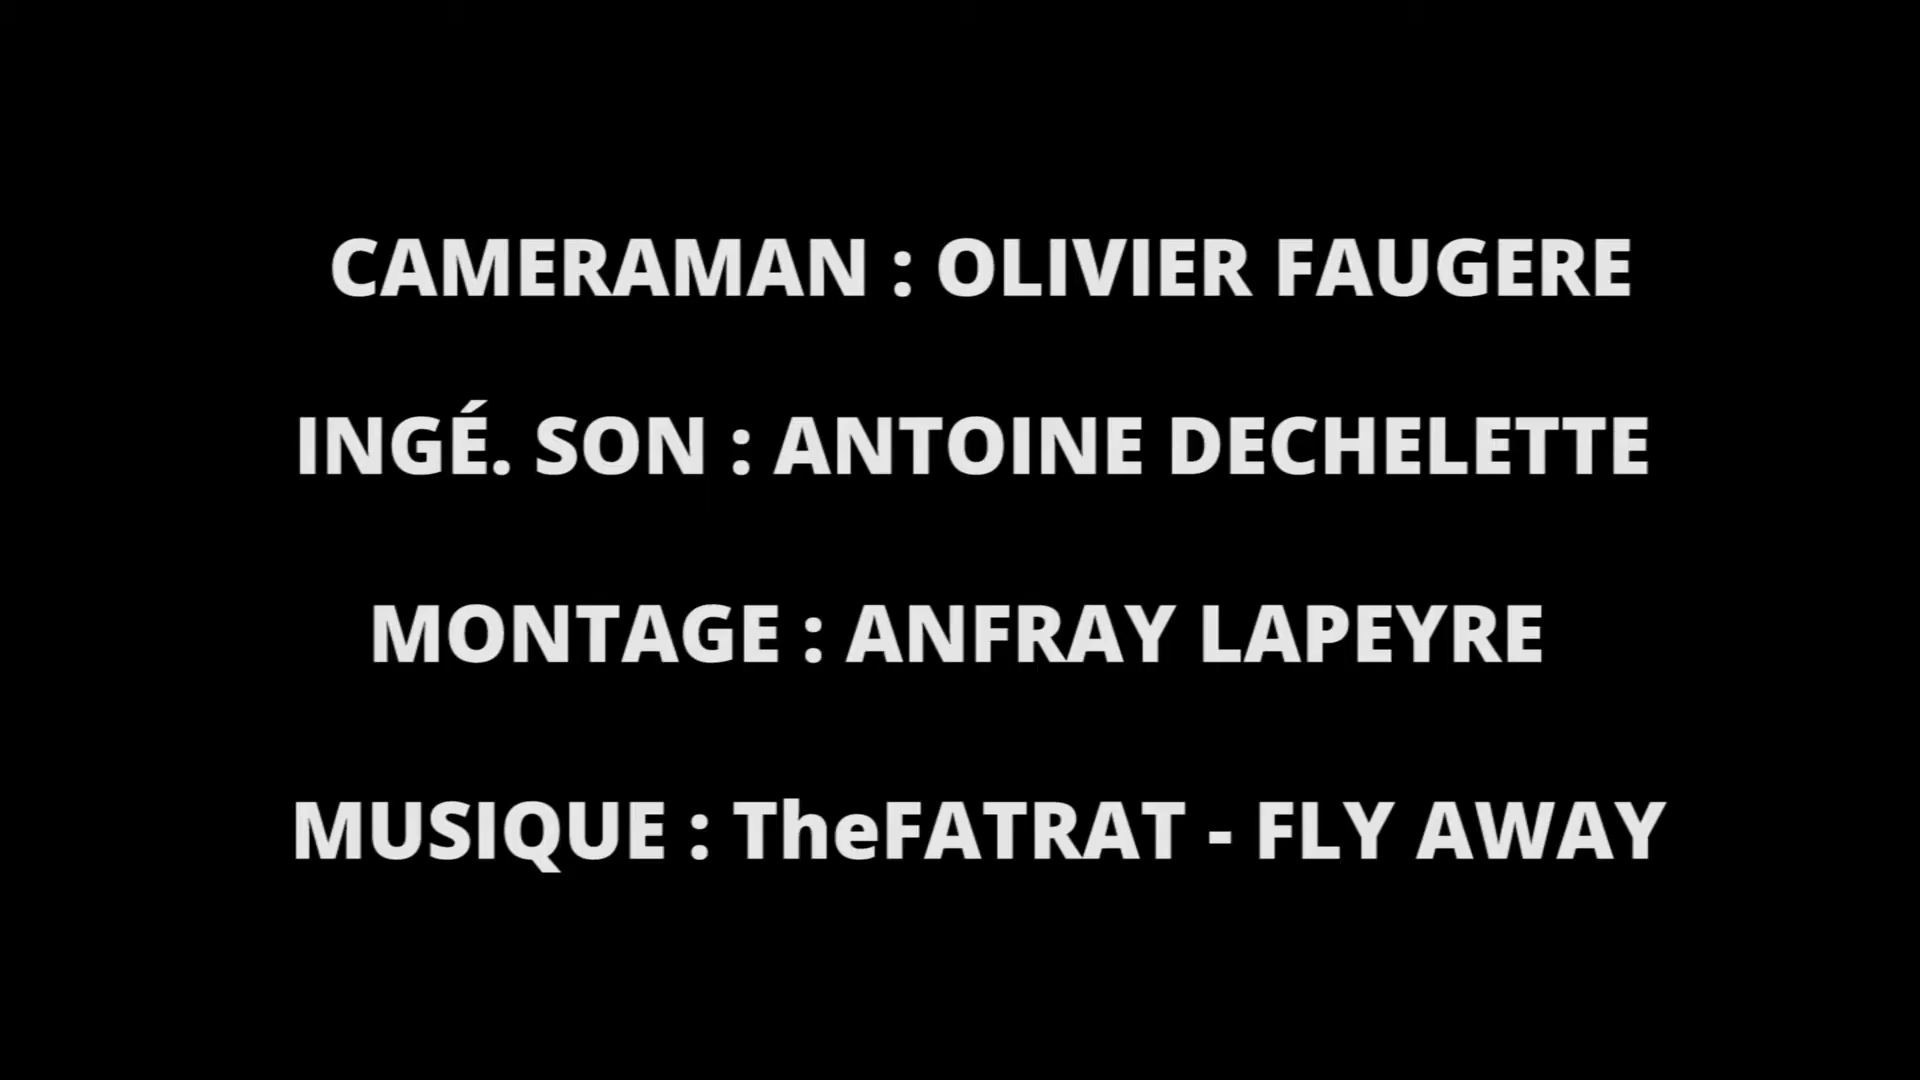 CAMERAMAN : OLIVIER FAUGERE
INGÉ. SON : ANTOINE DECHELETTE
MONTAGE : ANFRAY LAPEYRE
MUSIQUE : TheFATRAT - FLY AWAY